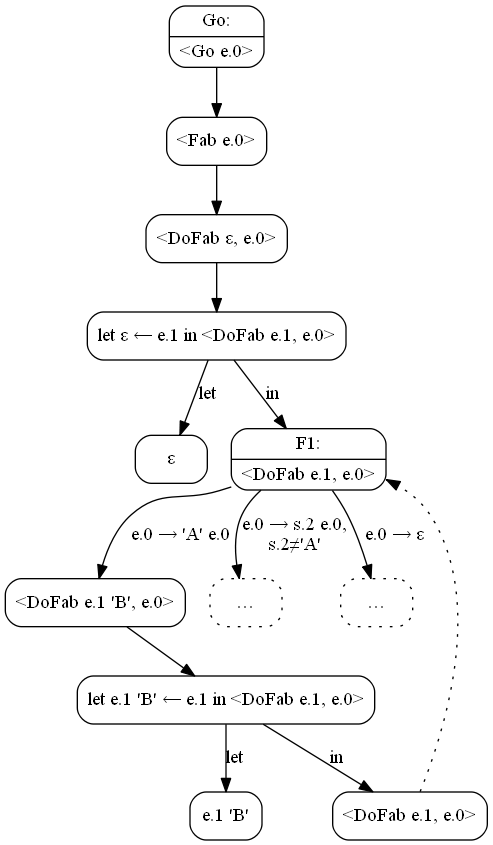 Go:
<Go e.0>
<Fab e.0>
<DoFab ε, e.0>
let ε ← e.1 in <DoFab e.1, e.0>
let
in
ε
F1:
<DoFab e.1, e.0>
e.0 → 'A' e.0
e.0 → s.2 e.0,
s.2≠'A'
e.0 → ε
<DoFab e.1 'B', e.0>
...
...
let e.1 'B' ← e.1 in <DoFab e.1, e.0>
let
in
e.1 'B'
<DoFab e.1, e.0>